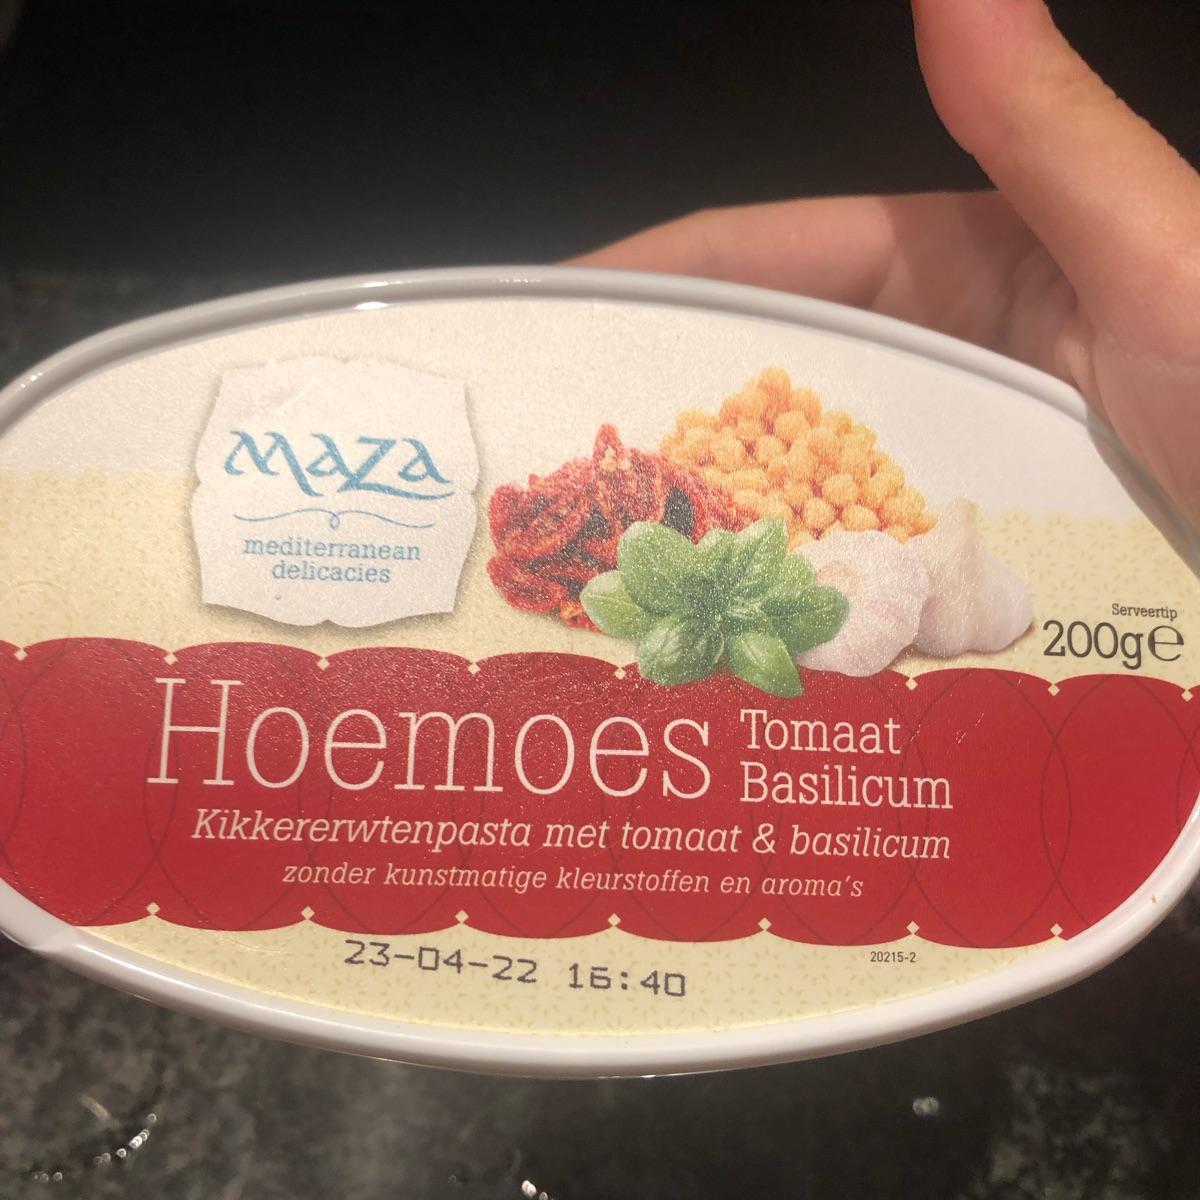 MAZA
mediterranean
delicacies
Serveertip
200g℮
Hoemoes
Tomaat
Basilicum
Kikkererwtenpasta met tomaat & basilicum
zonder kunstmatige kleurstoffen en aroma's
23-04-22 16:40
20215-2